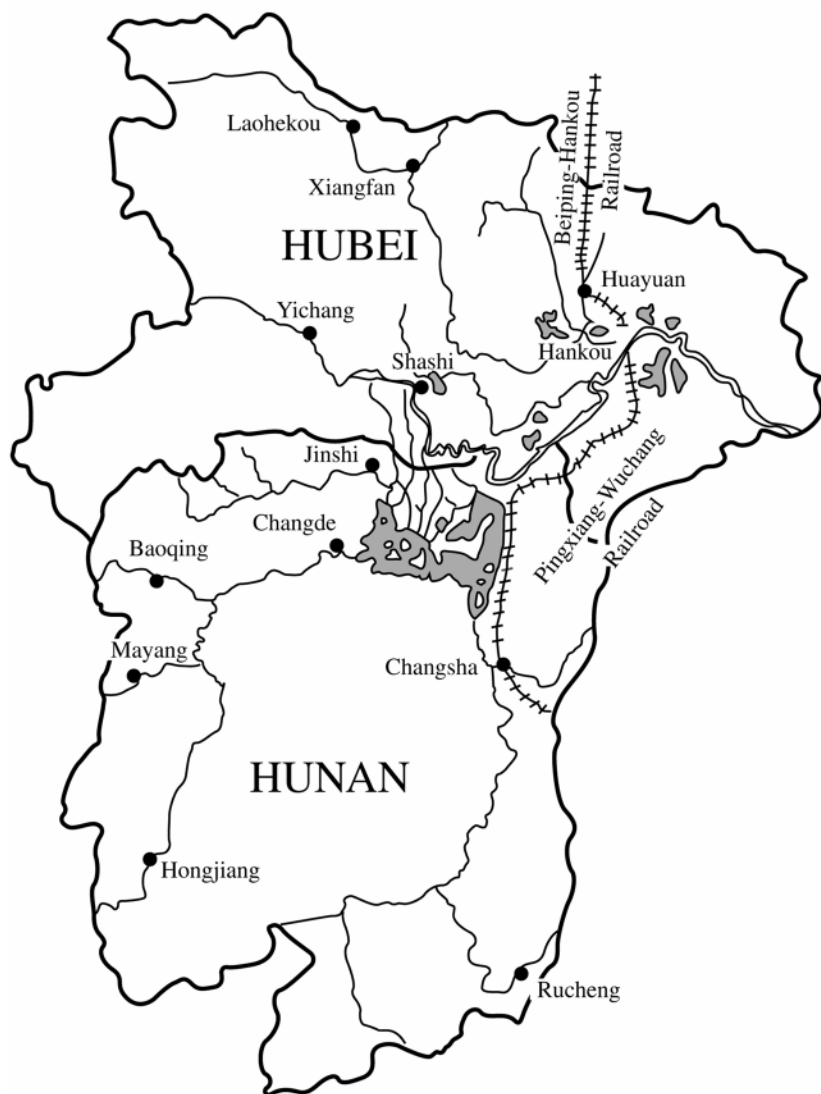 Laohekou
Xiangfan
Beiping-Hankou
Railroad
HUBEI
Huayuan
Yichang
Hankou
Shashi
Jinshi
Pingxiang-Wuchang
Railroad
Changde
Baoqing
Mayang
Changsha
HUNAN
Hongjiang
Rucheng